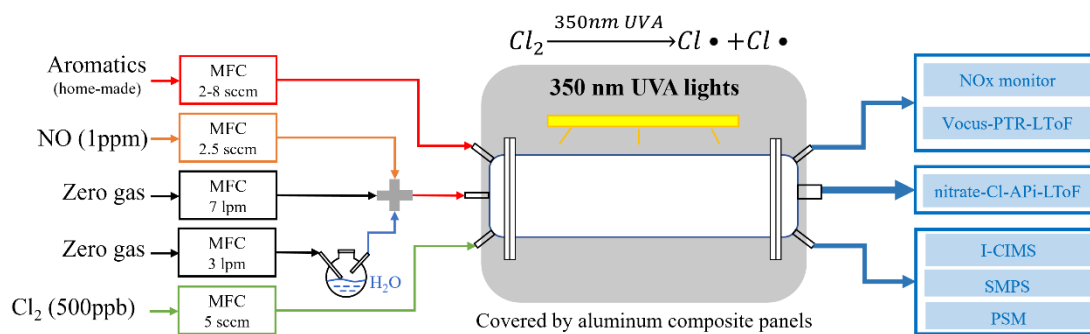 Aromatics
(home-made)
MFC
2-8 sccm
NO (1ppm)
MFC
2.5 sccm
Zero gas
MFC
7 lpm
Zero gas
MFC
3 lpm
H₂O
Cl₂ (500ppb)
MFC
5 sccm
Cl₂ 350nm UVA Cl • +Cl •
350 nm UVA lights
Covered by aluminum composite panels
NOx monitor
Vocus-PTR-LToF
nitrate-Cl-APi-LToF
I-CIMS
SMPS
PSM